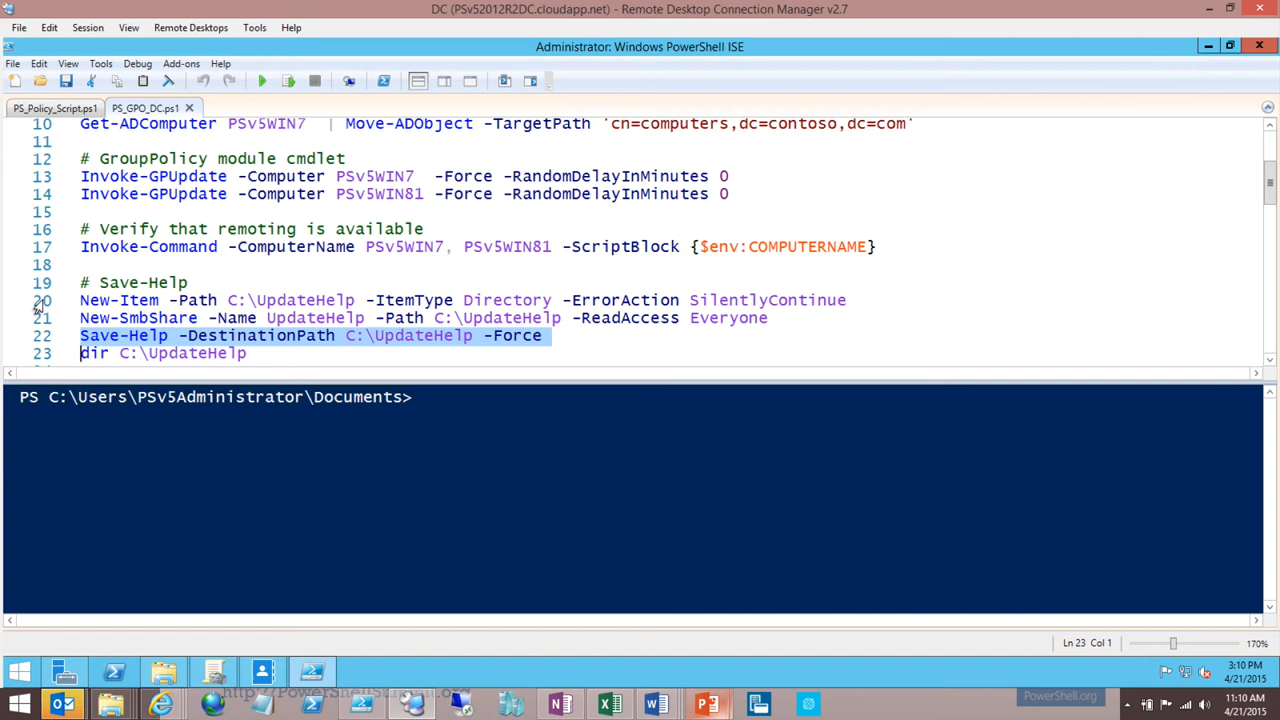 DC (PSv52012R2DC.cloudapp.net) - Remote Desktop Connection Manager v2.7
File Edit Session View Remote Desktops Tools Help
Administrator: Windows PowerShell ISE
File Edit View Tools Debug Add-ons Help
PS_Policy_Script.ps1 PS_GPO_DC.ps1
10 Get-ADComputer PSv5WIN7 | Move-ADObject -TargetPath 'cn=computers,dc=contoso,dc=com'
11
12 # GroupPolicy module cmdlet
13 Invoke-GPUpdate -Computer PSv5WIN7 -Force -RandomDelayInMinutes 0
14 Invoke-GPUpdate -Computer PSv5WIN81 -Force -RandomDelayInMinutes 0
15
16 # Verify that remoting is available
17 Invoke-Command -ComputerName PSv5WIN7, PSv5WIN81 -ScriptBlock {$env:COMPUTERNAME}
18
19 # Save-Help
20 New-Item -Path C:\UpdateHelp -ItemType Directory -ErrorAction SilentlyContinue
21 New-SmbShare -Name UpdateHelp -Path C:\UpdateHelp -ReadAccess Everyone
22 Save-Help -DestinationPath C:\UpdateHelp -Force
23 dir C:\UpdateHelp
PS C:\Users\PSv5Administrator\Documents>
Ln 23 Col 1 170%
3:10 PM
4/21/2015
PowerShell.org
11:10 AM
4/21/2015